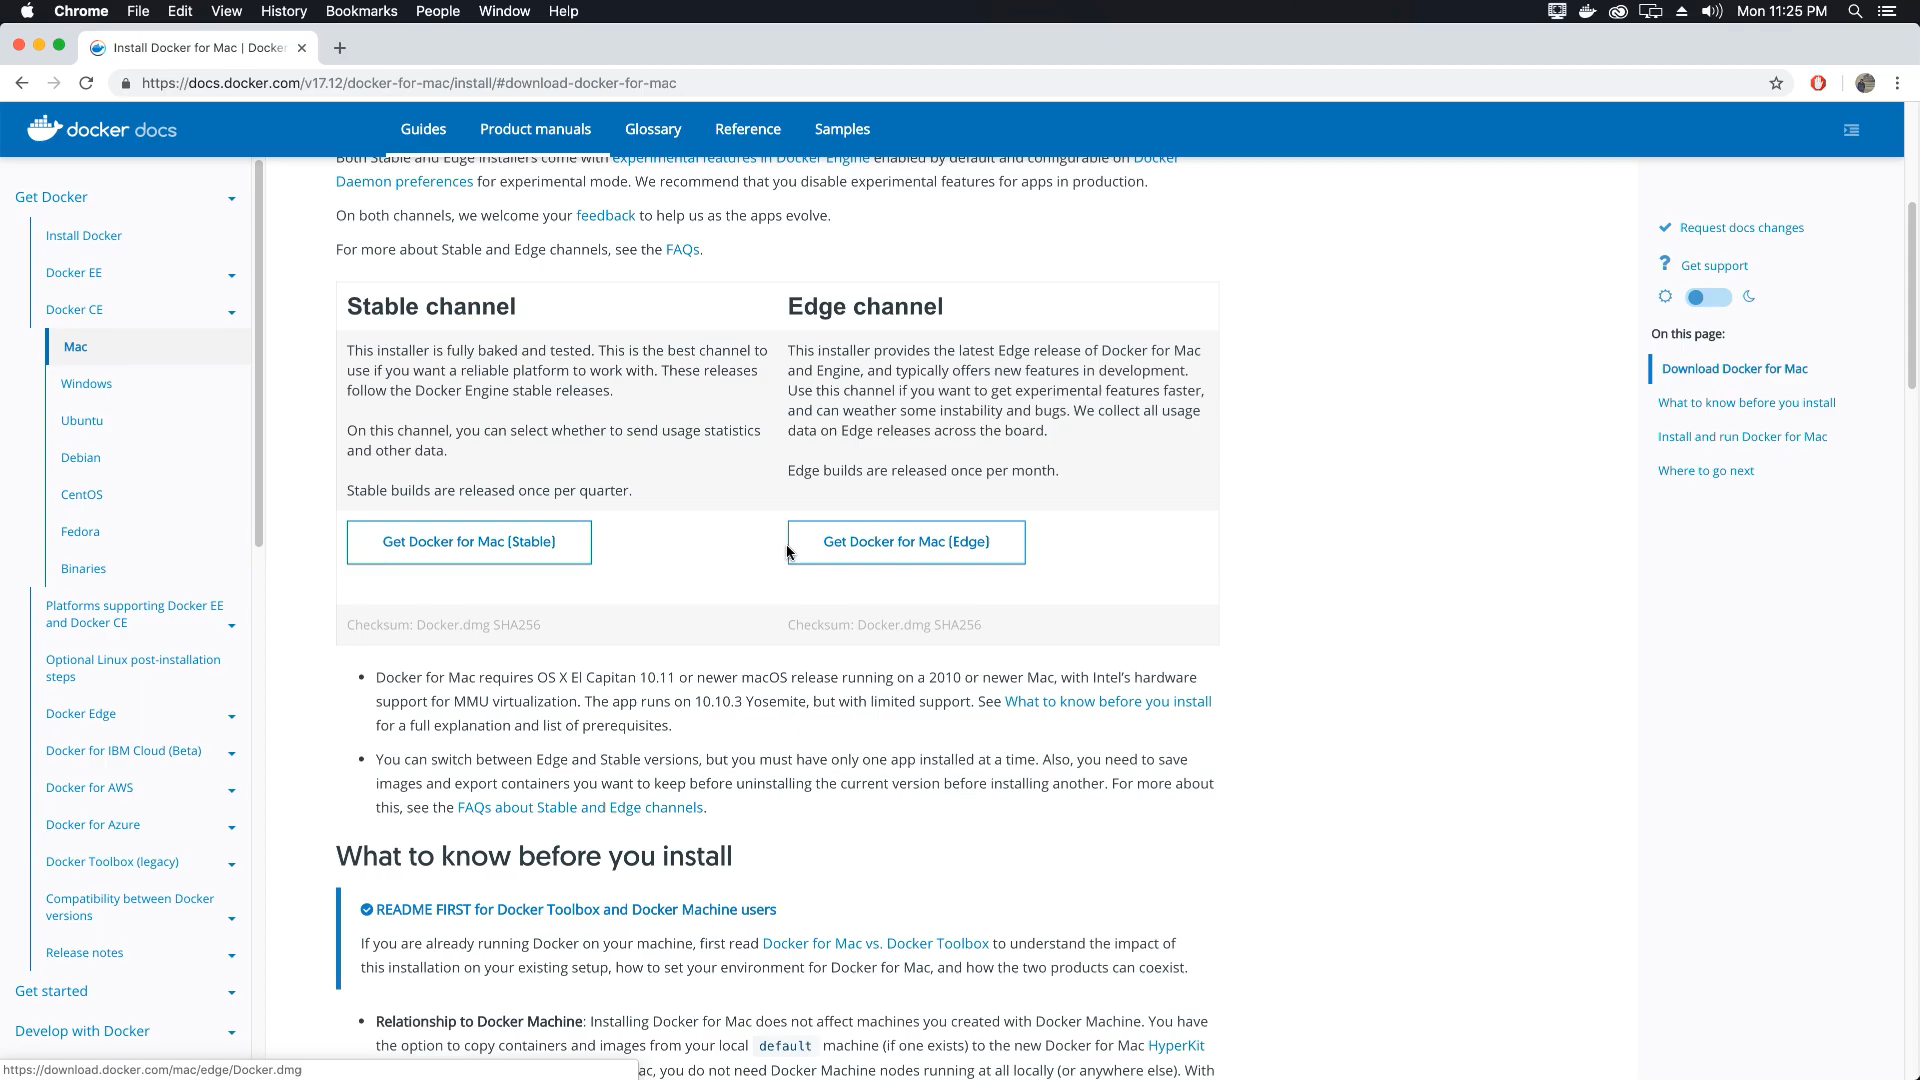 Chrome File Edit View History Bookmarks People Window Help
Mon 11:25 PM
Install Docker for Mac | Docker
https://docs.docker.com/v17.12/docker-for-mac/install/#download-docker-for-mac
docker docs
Guides Product manuals Glossary Reference Samples
Get Docker
Install Docker
Docker EE
Docker CE
Mac
Windows
Ubuntu
Debian
CentOS
Fedora
Binaries
Platforms supporting Docker EE
and Docker CE
Optional Linux post-installation
steps
Docker Edge
Docker for IBM Cloud (Beta)
Docker for AWS
Docker for Azure
Docker Toolbox (legacy)
Compatibility between Docker
versions
Release notes
Get started
Develop with Docker
Both Stable and Edge installers come with experimental features in Docker Engine enabled by default and configurable on Docker
Daemon preferences for experimental mode. We recommend that you disable experimental features for apps in production.
On both channels, we welcome your feedback to help us as the apps evolve.
For more about Stable and Edge channels, see the FAQs.
Stable channel
This installer is fully baked and tested. This is the best channel to
use if you want a reliable platform to work with. These releases
follow the Docker Engine stable releases.
On this channel, you can select whether to send usage statistics
and other data.
Stable builds are released once per quarter.
Get Docker for Mac (Stable)
Checksum: Docker.dmg SHA256
Edge channel
This installer provides the latest Edge release of Docker for Mac
and Engine, and typically offers new features in development.
Use this channel if you want to get experimental features faster,
and can weather some instability and bugs. We collect all usage
data on Edge releases across the board.
Edge builds are released once per month.
Get Docker for Mac (Edge)
Checksum: Docker.dmg SHA256
• Docker for Mac requires OS X El Capitan 10.11 or newer macOS release running on a 2010 or newer Mac, with Intel's hardware
support for MMU virtualization. The app runs on 10.10.3 Yosemite, but with limited support. See What to know before you install
for a full explanation and list of prerequisites.
• You can switch between Edge and Stable versions, but you must have only one app installed at a time. Also, you need to save
images and export containers you want to keep before uninstalling the current version before installing another. For more about
this, see the FAQs about Stable and Edge channels.
What to know before you install
README FIRST for Docker Toolbox and Docker Machine users
If you are already running Docker on your machine, first read Docker for Mac vs. Docker Toolbox to understand the impact of
this installation on your existing setup, how to set your environment for Docker for Mac, and how the two products can coexist.
• Relationship to Docker Machine: Installing Docker for Mac does not affect machines you created with Docker Machine. You have
the option to copy containers and images from your local default machine (if one exists) to the new Docker for Mac HyperKit
ac, you do not need Docker Machine nodes running at all locally (or anywhere else). With
Request docs changes
? Get support
On this page:
Download Docker for Mac
What to know before you install
Install and run Docker for Mac
Where to go next
https://download.docker.com/mac/edge/Docker.dmg